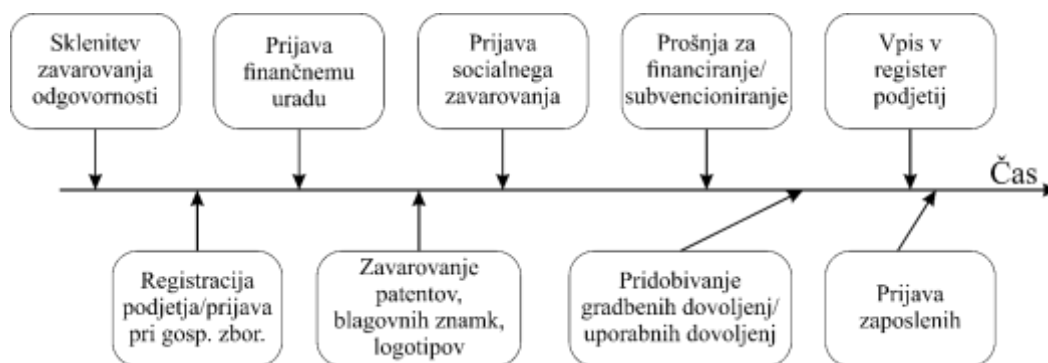 Sklenitev
zavarovanja
odgovornosti
Prijava
finančnemu
uradu
Prijava
socialnega
zavarovanja
Prošnja za
financiranje/
subvencioniranje
Vpis v
register
podjetij
Čas
Registracija
podjetja/prijava
pri gosp. zbor.
Zavarovanje
patentov,
blagovnih znamk,
logotipov
Pridobivanje
gradbenih dovoljenj/
uporabnih dovoljenj
Prijava
zaposlenih